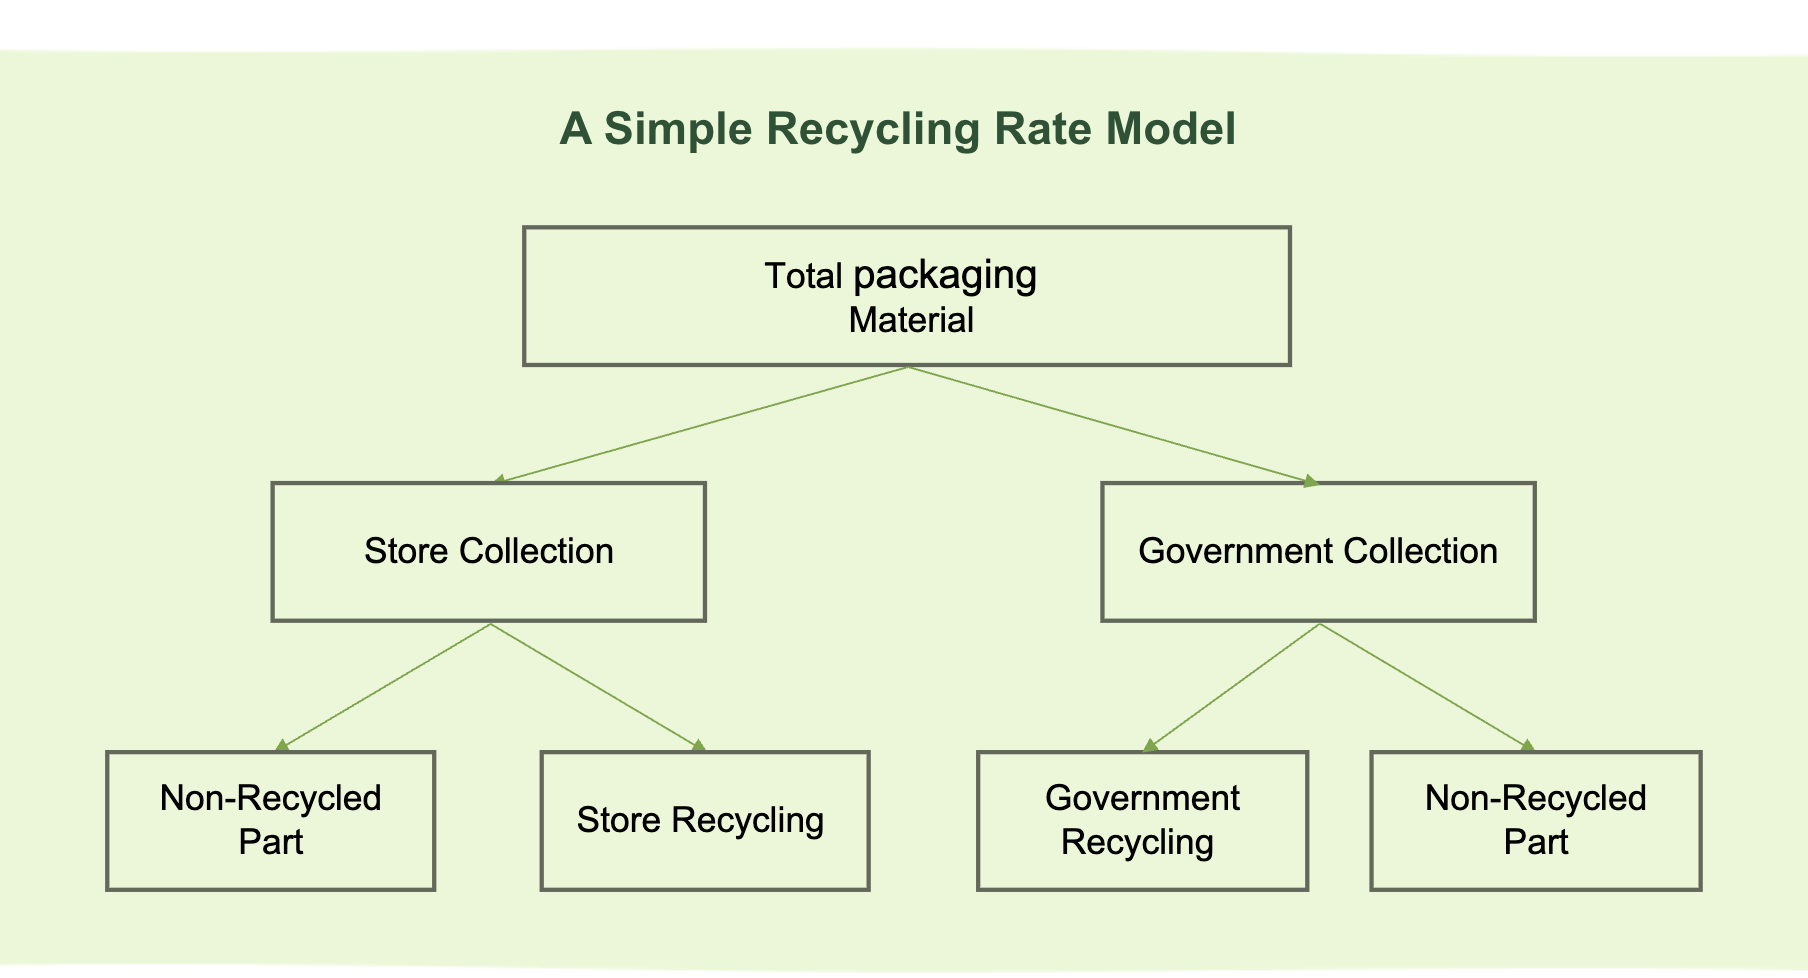 A Simple Recycling Rate Model
Total packaging
Material
Store Collection
Government Collection
Non-Recycled
Part
Store Recycling
Government
Recycling
Non-Recycled
Part